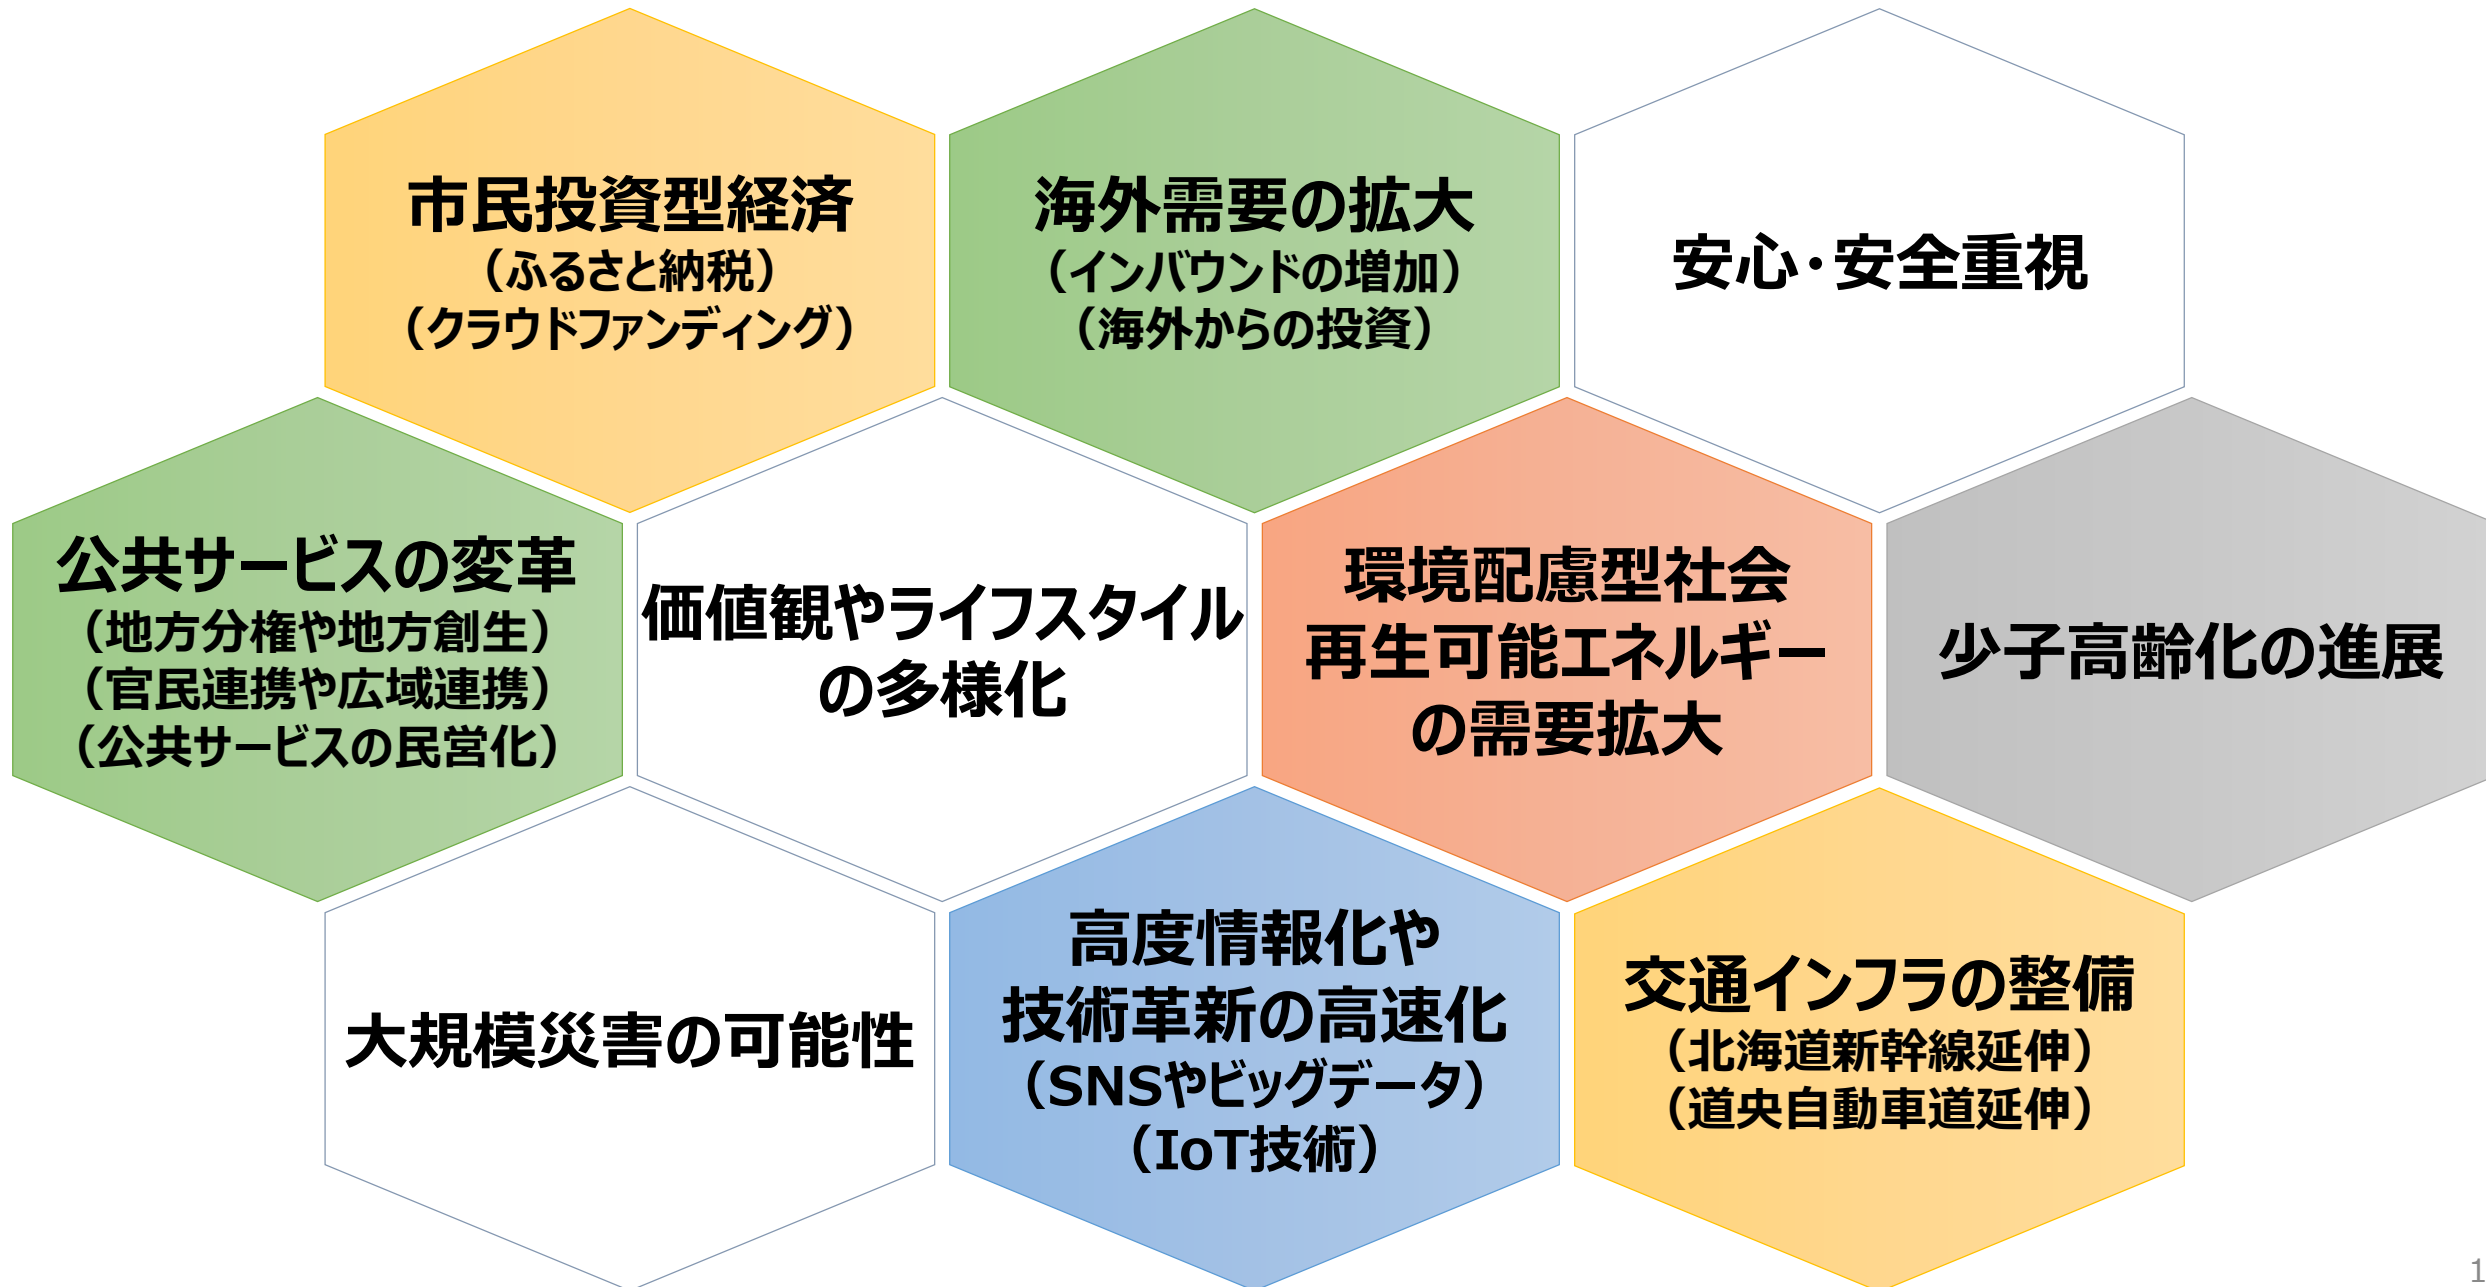 市民投資型経済
（ふるさと納税）
（クラウドファンディング）
海外需要の拡大
（インバウンドの増加）
（海外からの投資）
安心・安全重視
公共サービスの変革
（地方分権や地方創生）
（官民連携や広域連携）
（公共サービスの民営化）
価値観やライフスタイル
の多様化
環境配慮型社会
再生可能エネルギー
の需要拡大
少子高齢化の進展
大規模災害の可能性
高度情報化や
技術革新の高速化
（SNSやビッグデータ）
（IoT技術）
交通インフラの整備
（北海道新幹線延伸）
（道央自動車道延伸）
1